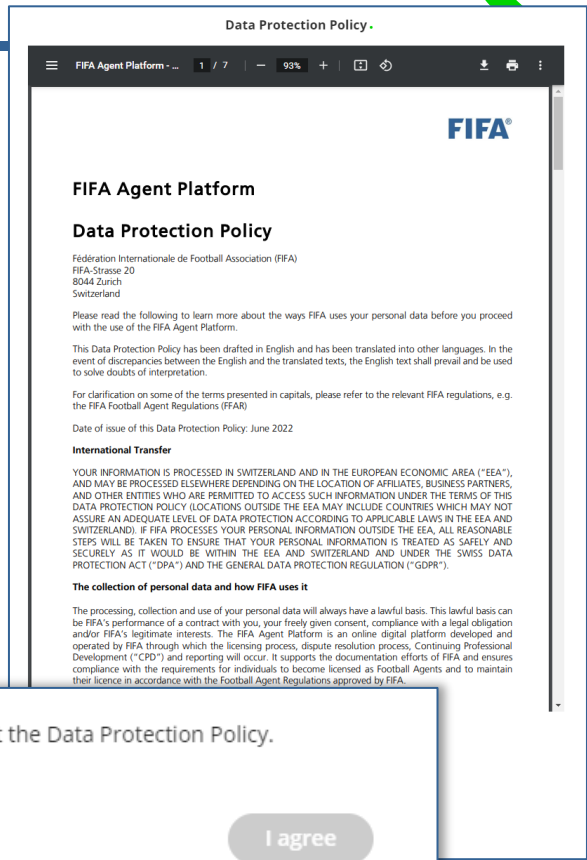 Data Protection Policy.
FIFA Agent Platform - ... 1 / 7 | − 93% + |
FIFA®
FIFA Agent Platform
Data Protection Policy
Fédération Internationale de Football Association (FIFA)
FIFA-Strasse 20
8044 Zurich
Switzerland
Please read the following to learn more about the ways FIFA uses your personal data before you proceed
with the use of the FIFA Agent Platform.
This Data Protection Policy has been drafted in English and has been translated into other languages. In the
event of discrepancies between the English and the translated texts, the English text shall prevail and be used
to solve doubts of interpretation.
For clarification on some of the terms presented in capitals, please refer to the relevant FIFA regulations, e.g.
the FIFA Football Agent Regulations (FFAR)
Date of issue of this Data Protection Policy: June 2022
International Transfer
YOUR INFORMATION IS PROCESSED IN SWITZERLAND AND IN THE EUROPEAN ECONOMIC AREA ("EEA"),
AND MAY BE PROCESSED ELSEWHERE DEPENDING ON THE LOCATION OF AFFILIATES, BUSINESS PARTNERS,
AND OTHER ENTITIES WHO ARE PERMITTED TO ACCESS SUCH INFORMATION UNDER THE TERMS OF THIS
DATA PROTECTION POLICY (LOCATIONS OUTSIDE THE EEA MAY INCLUDE COUNTRIES WHICH MAY NOT
ASSURE AN ADEQUATE LEVEL OF DATA PROTECTION ACCORDING TO APPLICABLE LAWS IN THE EEA AND
SWITZERLAND). IF FIFA PROCESSES YOUR PERSONAL INFORMATION OUTSIDE THE EEA, ALL REASONABLE
STEPS WILL BE TAKEN TO ENSURE THAT YOUR PERSONAL INFORMATION IS TREATED AS SAFELY AND
SECURELY AS IT WOULD BE WITHIN THE EEA AND SWITZERLAND AND UNDER THE SWISS DATA
PROTECTION ACT ("DPA") AND THE GENERAL DATA PROTECTION REGULATION ("GDPR").
The collection of personal data and how FIFA uses it
The processing, collection and use of your personal data will always have a lawful basis. This lawful basis can
be FIFA's performance of a contract with you, your freely given consent, compliance with a legal obligation
and/or FIFA's legitimate interests. The FIFA Agent Platform is an online digital platform developed and
operated by FIFA through which the licensing process, dispute resolution process, Continuing Professional
Development ("CPD") and reporting will occur. It supports the documentation efforts of FIFA and ensures
compliance with the requirements for individuals to become licensed as Football Agents and to maintain
their licence in accordance with the Football Agent Regulations approved by FIFA.
the Data Protection Policy.
I agree